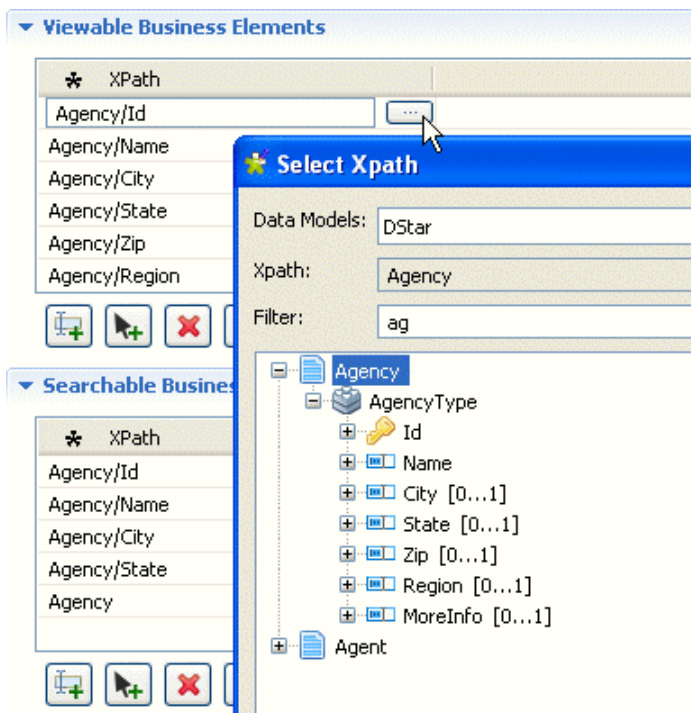 Viewable Business Elements
XPath
Agency/Id
...
Agency/Name
Agency/City
Agency/State
Agency/Zip
Agency/Region
Select Xpath
Data Models: DStar
Xpath: Agency
Filter: ag
Agency
AgencyType
Id
Name
City [0...1]
State [0...1]
Zip [0...1]
Region [0...1]
MoreInfo [0...1]
Agent
Searchable Busines
XPath
Agency/Id
Agency/Name
Agency/City
Agency/State
Agency